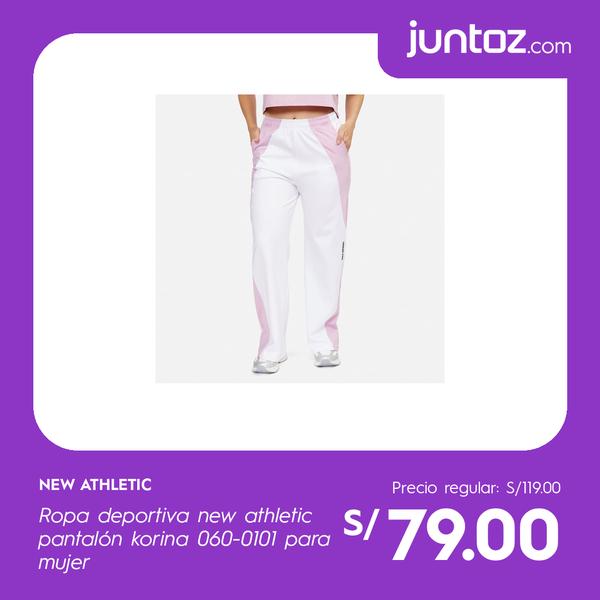 juntoz.com
NEW ATHLETIC
Ropa deportiva new athletic
pantalón korina 060-0101 para
mujer
Precio regular: S/119.00
S/79.00